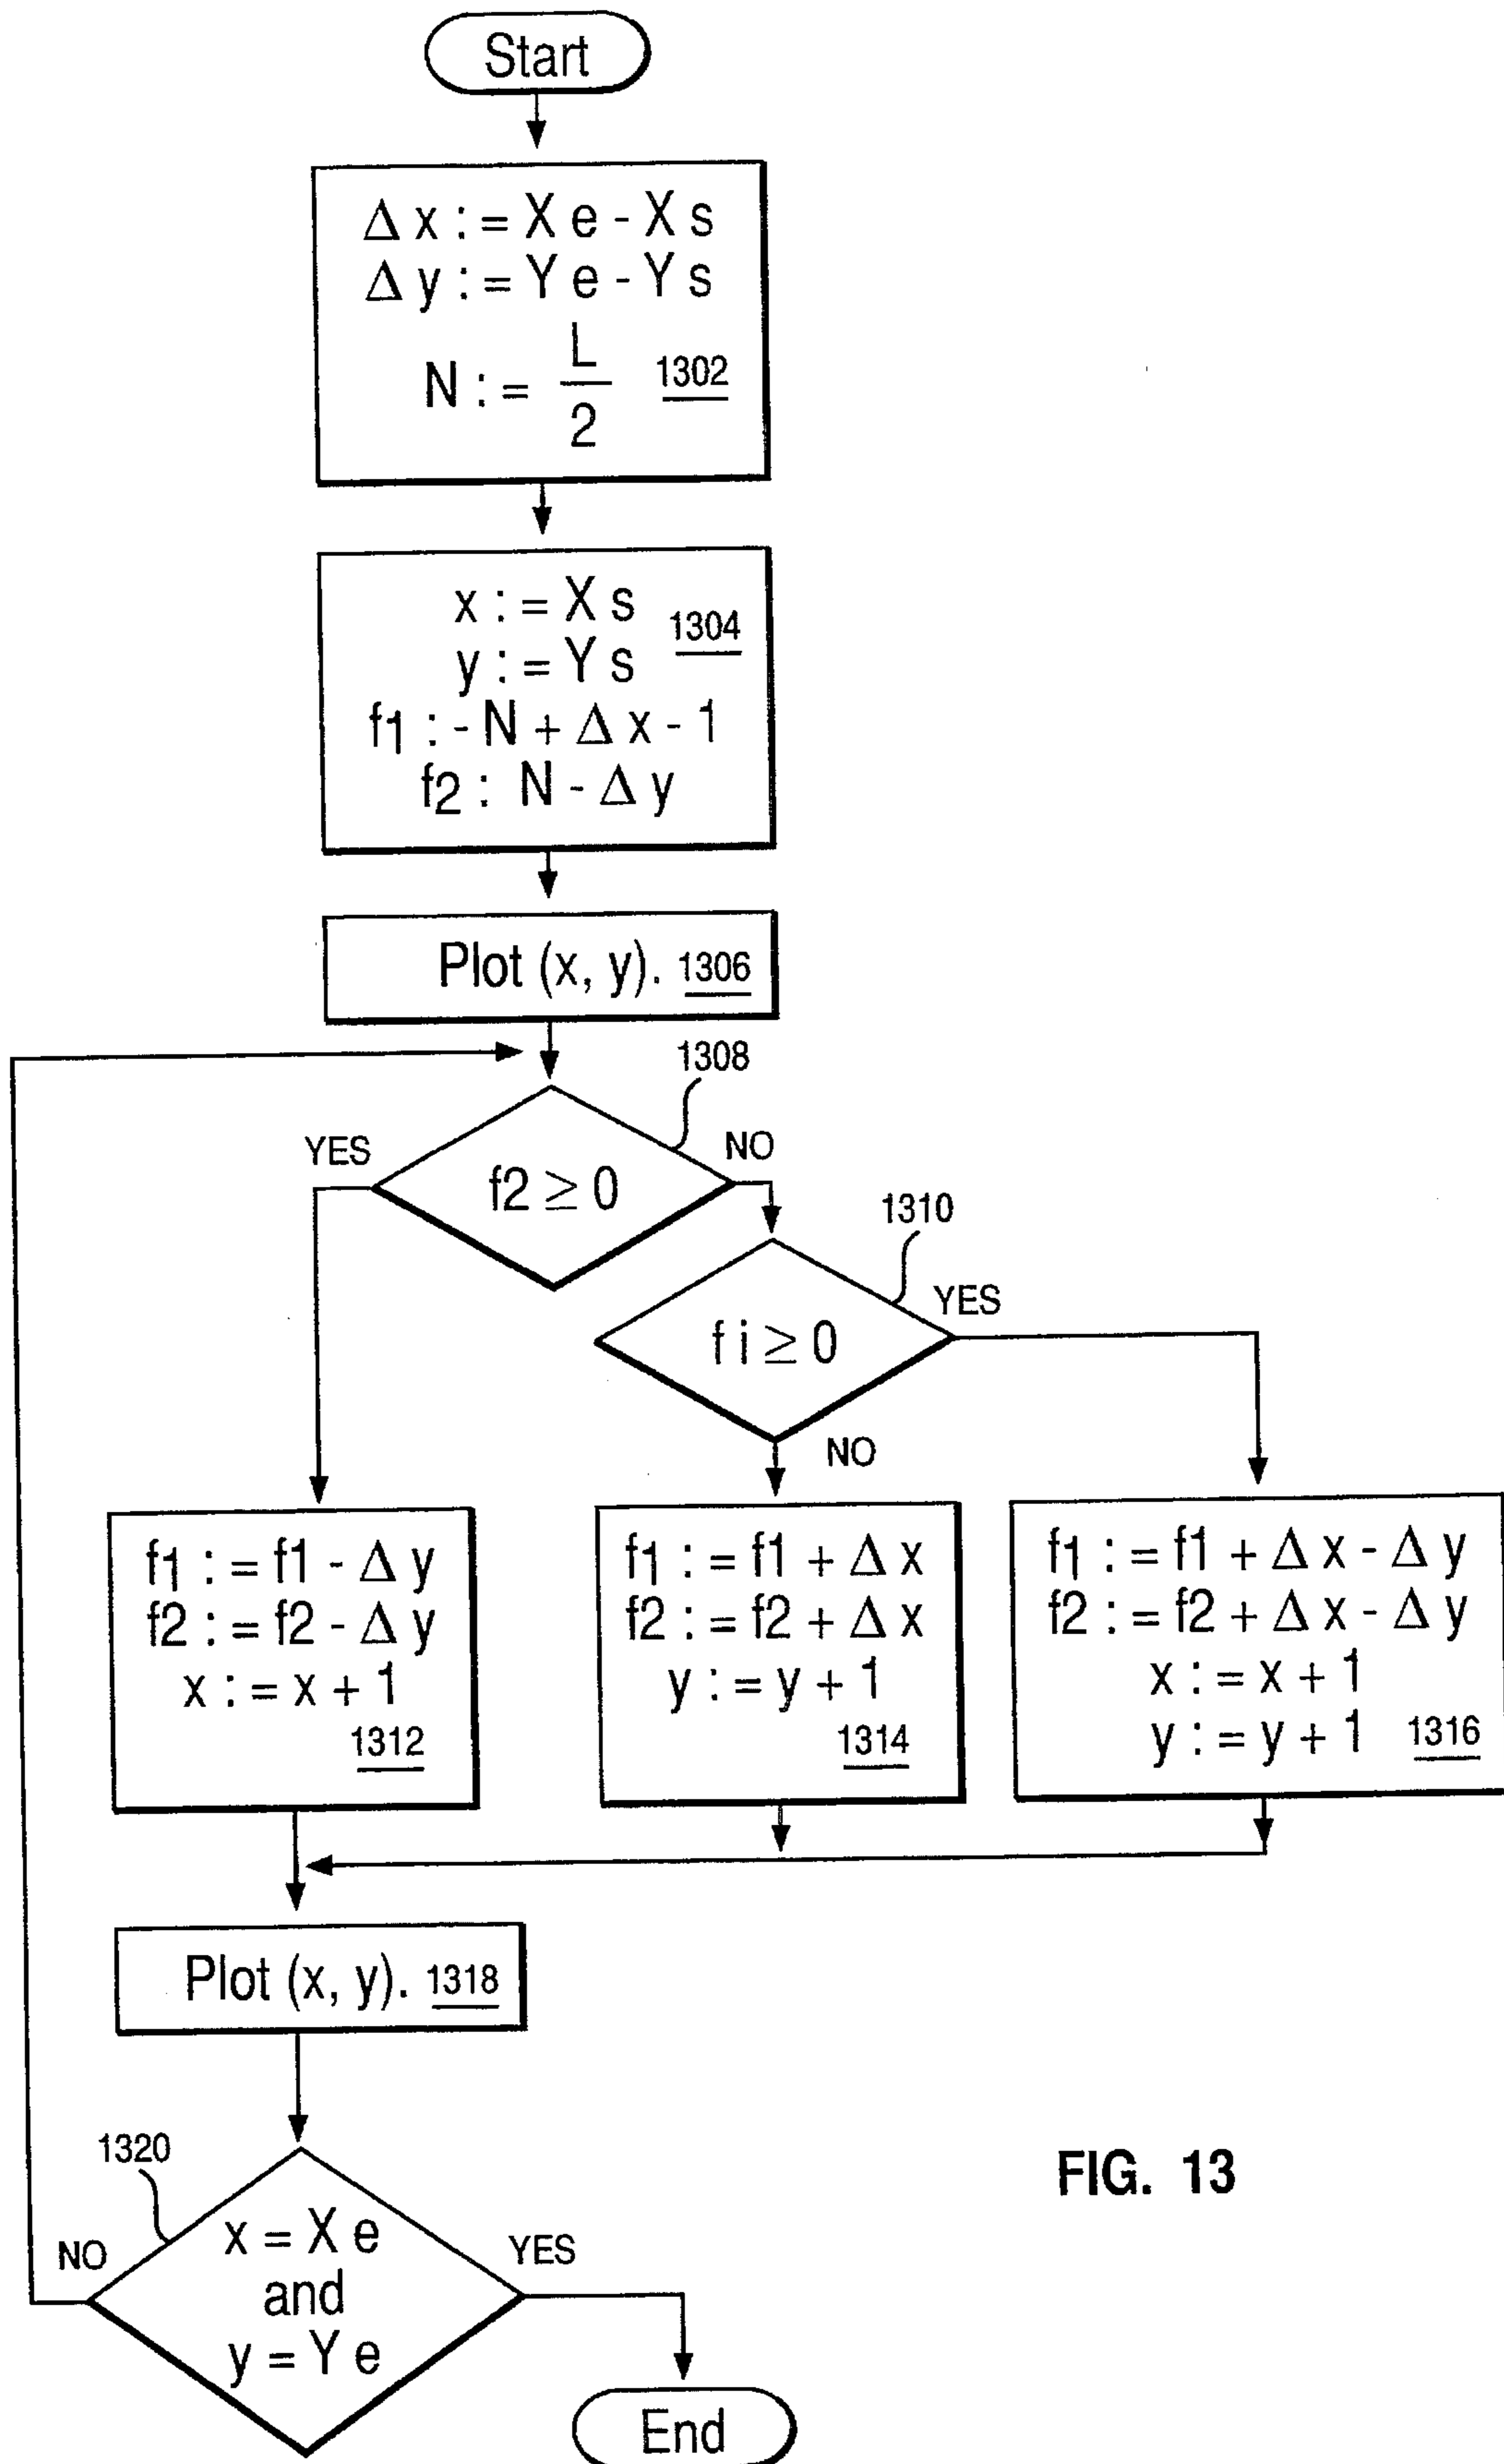 Start
Δ x : = X e - X s
Δ y : = Y e - Y s
N : = L/2 1302
x : = X s
1304
y : = Y s
f1 : - N + Δ x - 1
f2 : N - Δ y
Plot (x, y). 1306
1308
YES
NO
f2 ≥ 0
1310
YES
f i ≥ 0
NO
f1 : = f1 - Δ y
f2 : = f2 - Δ y
x : = x + 1
1312
f1 : = f1 + Δ x
f2 : = f2 + Δ x
y : = y + 1
1314
f1 : = f1 + Δ x - Δ y
f2 : = f2 + Δ x - Δ y
x : = x + 1
y : = y + 1 1316
Plot (x, y). 1318
1320
NO
x = X e
and
y = Y e
YES
End
FIG. 13